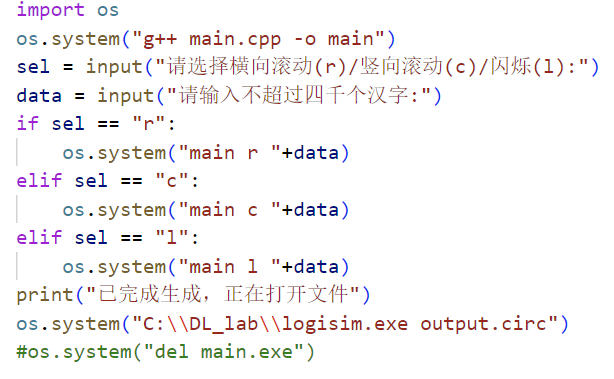 import os
os.system("g++ main.cpp -o main")
sel = input("请选择横向滚动(r)/竖向滚动(c)/闪烁(l):")
data = input("请输入不超过四千个汉字:")
if sel == "r":
    os.system("main r "+data)
elif sel == "c":
    os.system("main c "+data)
elif sel == "l":
    os.system("main l "+data)
print("已完成生成，正在打开文件")
os.system("C:\\DL_lab\\logisim.exe output.circ")
#os.system("del main.exe")